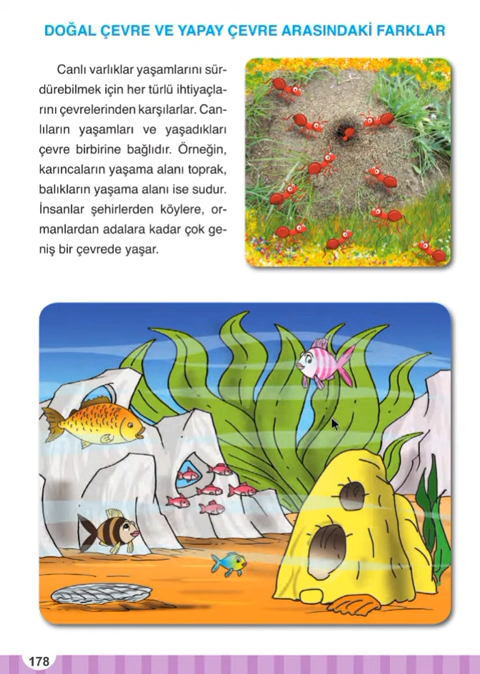 DOĞAL ÇEVRE VE YAPAY ÇEVRE ARASINDAKİ FARKLAR
Canlı varlıklar yaşamlarını sür-
dürebilmek için her türlü ihtiyaçla-
rını çevrelerinden karşılarlar. Can-
lıların yaşamları ve yaşadıkları
çevre birbirine bağlıdır. Örneğin,
karıncaların yaşama alanı toprak,
balıkların yaşama alanı ise sudur.
İnsanlar şehirlerden köylere, or-
manlardan adalara kadar çok ge-
niş bir çevrede yaşar.
178